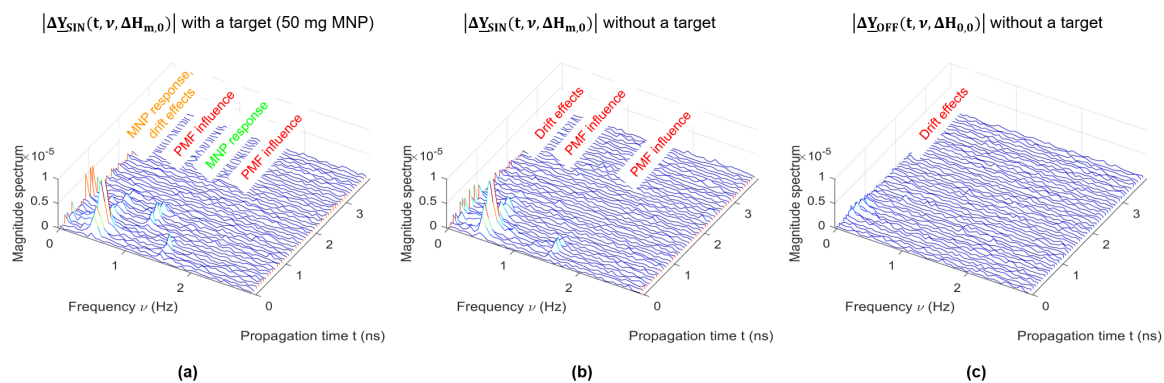 |ΔY_SIN(t, ν, ΔH_m,0)| with a target (50 mg MNP)
MNP response,
drift effects
PMF influence
MNP response
PMF influence
×10⁻⁵
1
0.5
0
Magnitude spectrum
0
1
2
Frequency ν (Hz)
0
1
2
3
Propagation time t (ns)
(a)
|ΔY_SIN(t, ν, ΔH_m,0)| without a target
Drift effects
PMF influence
PMF influence
×10⁻⁵
1
0.5
0
Magnitude spectrum
0
1
2
Frequency ν (Hz)
0
1
2
3
Propagation time t (ns)
(b)
|ΔY_OFF(t, ν, ΔH_0,0)| without a target
Drift effects
×10⁻⁵
1
0.5
0
Magnitude spectrum
0
1
2
Frequency ν (Hz)
0
1
2
3
Propagation time t (ns)
(c)